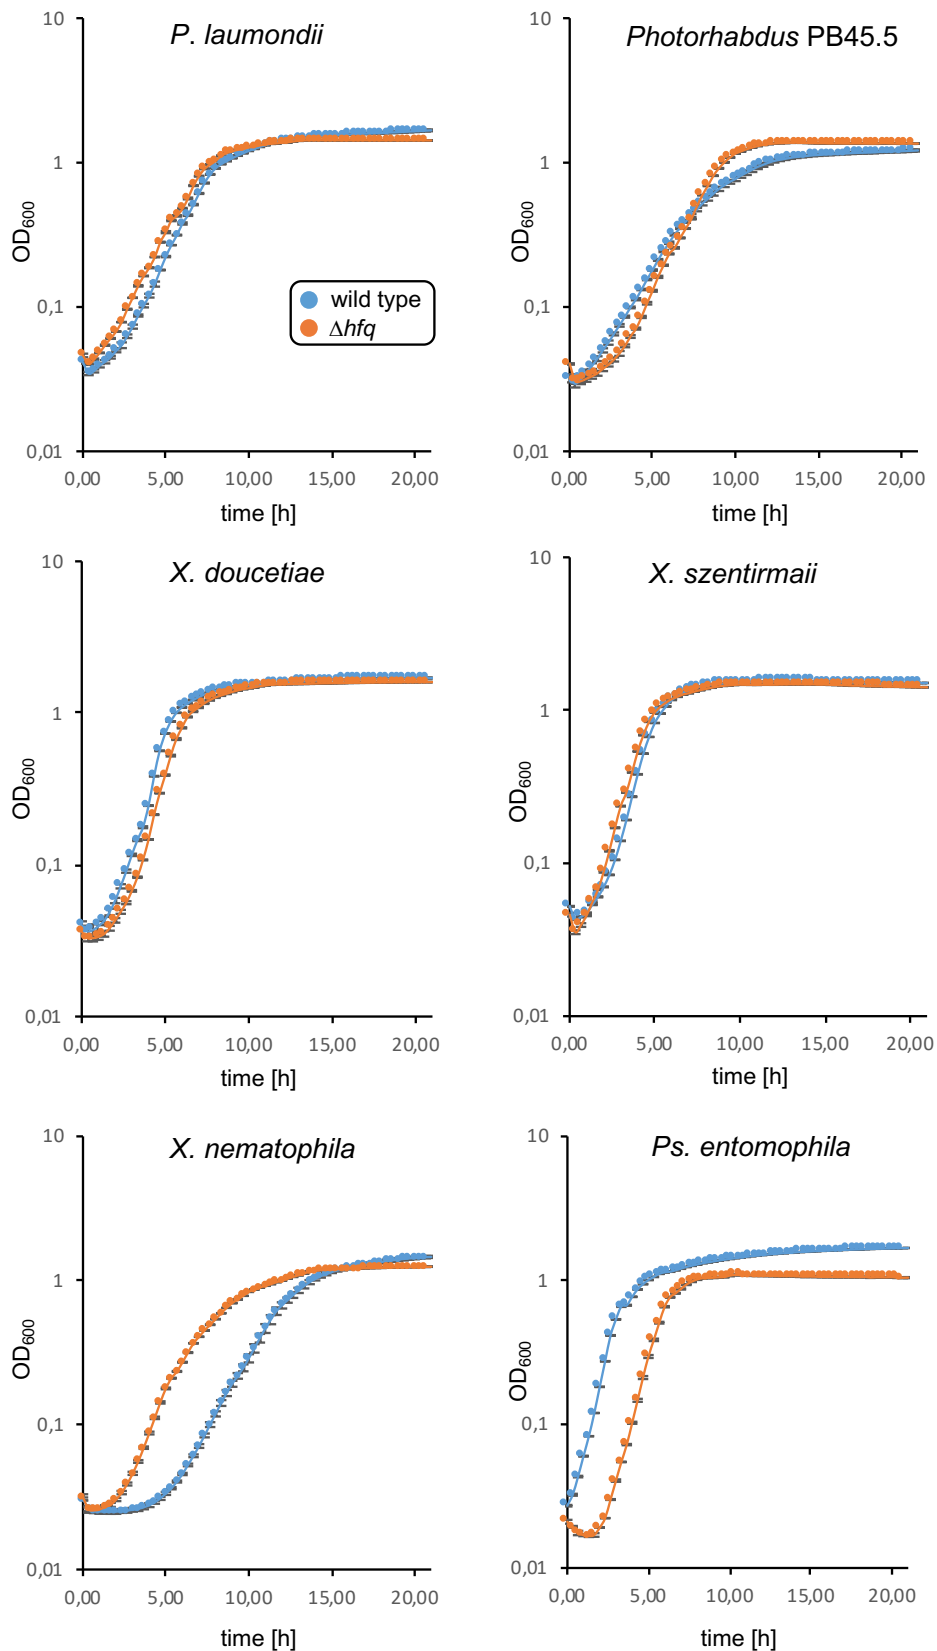 P. laumondii
10
1
0,1
0,01
OD600
wild type
Δhfq
0,00 5,00 10,00 15,00 20,00
time [h]
Photorhabdus PB45.5
10
1
0,1
0,01
OD600
0,00 5,00 10,00 15,00 20,00
time [h]
X. doucetiae
10
1
0,1
0,01
OD600
0,00 5,00 10,00 15,00 20,00
time [h]
X. szentirmaii
10
1
0,1
0,01
OD600
0,00 5,00 10,00 15,00 20,00
time [h]
X. nematophila
10
1
0,1
0,01
OD600
0,00 5,00 10,00 15,00 20,00
time [h]
Ps. entomophila
10
1
0,1
0,01
OD600
0,00 5,00 10,00 15,00 20,00
time [h]